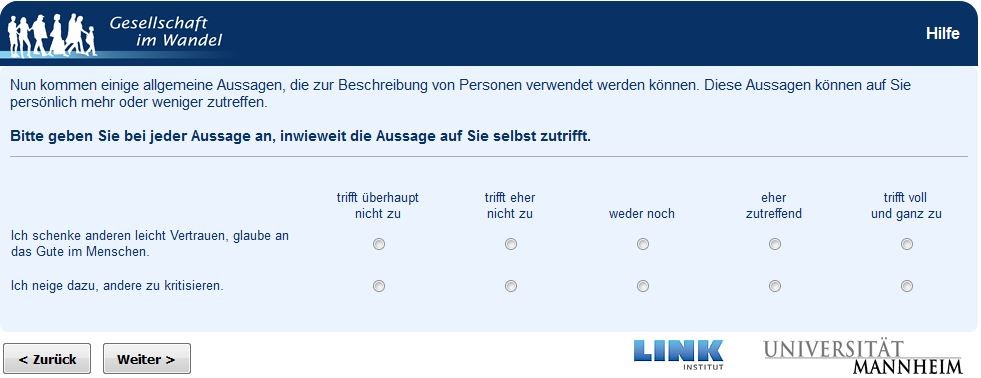 Gesellschaft
im Wandel
Hilfe
Nun kommen einige allgemeine Aussagen, die zur Beschreibung von Personen verwendet werden können. Diese Aussagen können auf Sie
persönlich mehr oder weniger zutreffen.
Bitte geben Sie bei jeder Aussage an, inwieweit die Aussage auf Sie selbst zutrifft.
trifft überhaupt
nicht zu
trifft eher
nicht zu
weder noch
eher
zutreffend
trifft voll
und ganz zu
Ich schenke anderen leicht Vertrauen, glaube an
das Gute im Menschen.
Ich neige dazu, andere zu kritisieren.
< Zurück
Weiter >
LINK
INSTITUT
UNIVERSITÄT
MANNHEIM